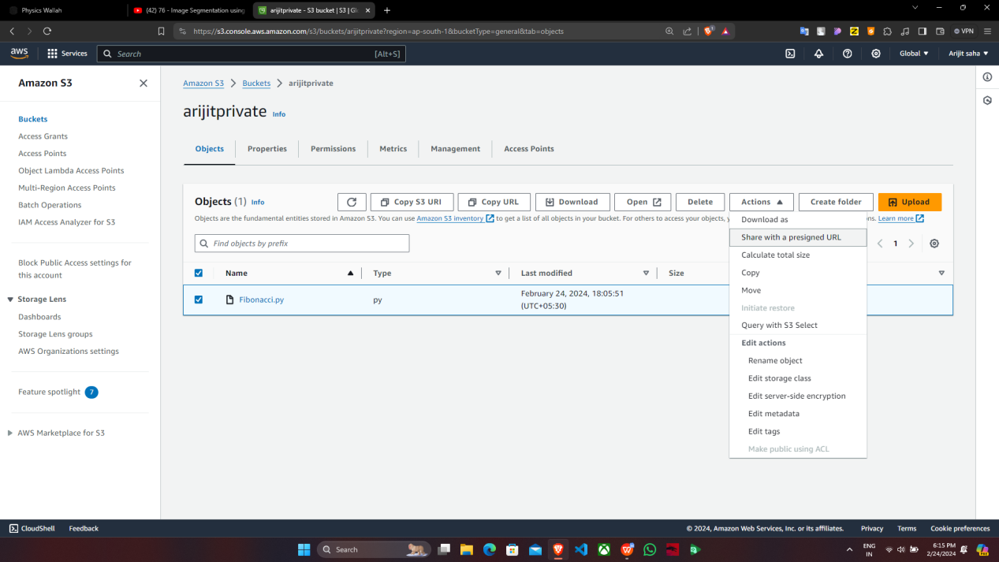 Physics Wallah
(42) 76 - Image Segmentation using
arijitprivate - S3 bucket | S3 | Glo
https://s3.console.aws.amazon.com/s3/buckets/arijitprivate?region=ap-south-1&bucketType=general&tab=objects
VPN
aws
Services
Search
[Alt+S]
Global
Arijit saha
Amazon S3
Buckets
Access Grants
Access Points
Object Lambda Access Points
Multi-Region Access Points
Batch Operations
IAM Access Analyzer for S3
Block Public Access settings for
this account
Storage Lens
Dashboards
Storage Lens groups
AWS Organizations settings
Feature spotlight 7
AWS Marketplace for S3
Amazon S3 > Buckets > arijitprivate
arijitprivate Info
Objects
Properties
Permissions
Metrics
Management
Access Points
Objects (1) Info
Copy S3 URI
Copy URL
Download
Open
Delete
Actions
Create folder
Upload
Objects are the fundamental entities stored in Amazon S3. You can use Amazon S3 inventory to get a list of all objects in your bucket. For others to access your objects, ons. Learn more
Find objects by prefix
1
Name
Type
Last modified
Size
Fibonacci.py
py
February 24, 2024, 18:05:51
(UTC+05:30)
Download as
Share with a presigned URL
Calculate total size
Copy
Move
Initiate restore
Query with S3 Select
Edit actions
Rename object
Edit storage class
Edit server-side encryption
Edit metadata
Edit tags
Make public using ACL
CloudShell
Feedback
© 2024, Amazon Web Services, Inc. or its affiliates.
Privacy
Terms
Cookie preferences
Search
ENG
IN
6:15 PM
2/24/2024